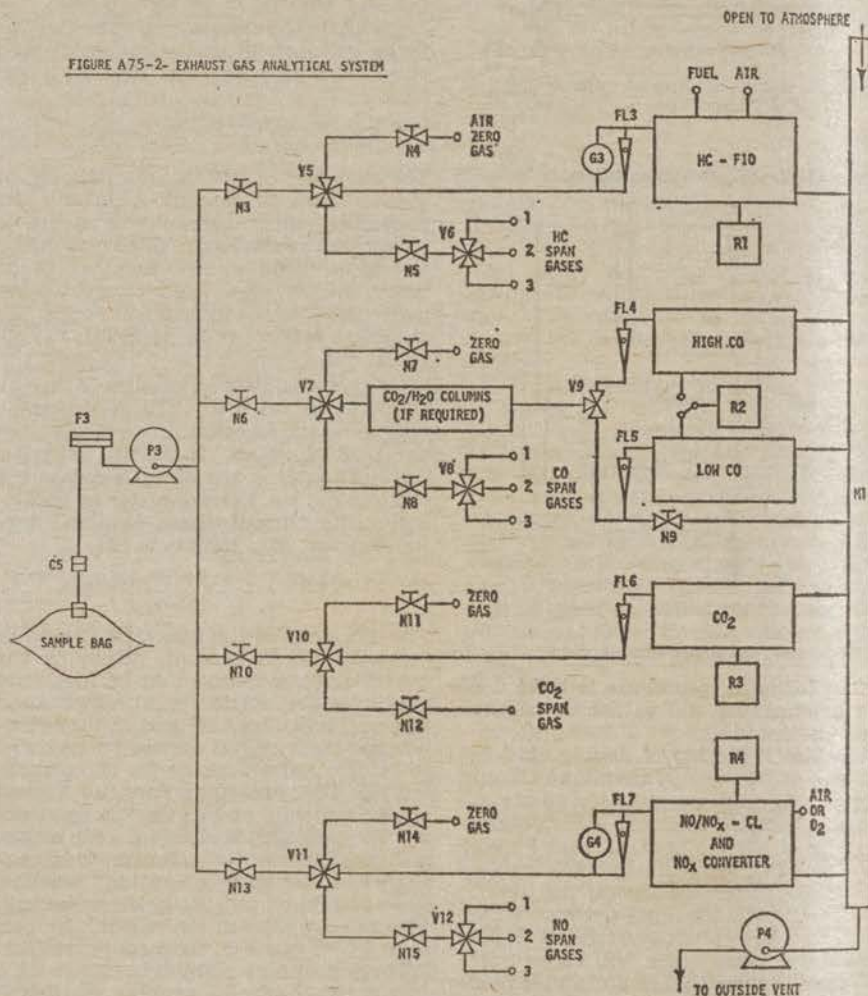 OPEN TO ATMOSPHERE
FIGURE A75-2- EXHAUST GAS ANALYTICAL SYSTEM
FUEL AIR
AIR
ZERO
GAS
N4
FL3
G3
HC - FID
V5
N3
R1
V6
N5
1
2
3
HC
SPAN
GASES
ZERO
GAS
N7
FL4
HIGH CO
V7
N6
CO2/H2O COLUMNS
(IF REQUIRED)
V9
R2
F3
P3
V8
N8
1
2
3
CO
SPAN
GASES
FL5
LOW CO
N9
M1
CS
SAMPLE BAG
ZERO
GAS
N11
FL6
CO2
V10
N10
R3
N12
CO2
SPAN
GAS
R4
ZERO
GAS
N14
FL7
G4
NO/NOx - CL
AND
NOx CONVERTER
AIR
OR
O2
V11
N13
V12
N15
1
2
3
NO
SPAN
GASES
P4
TO OUTSIDE VENT